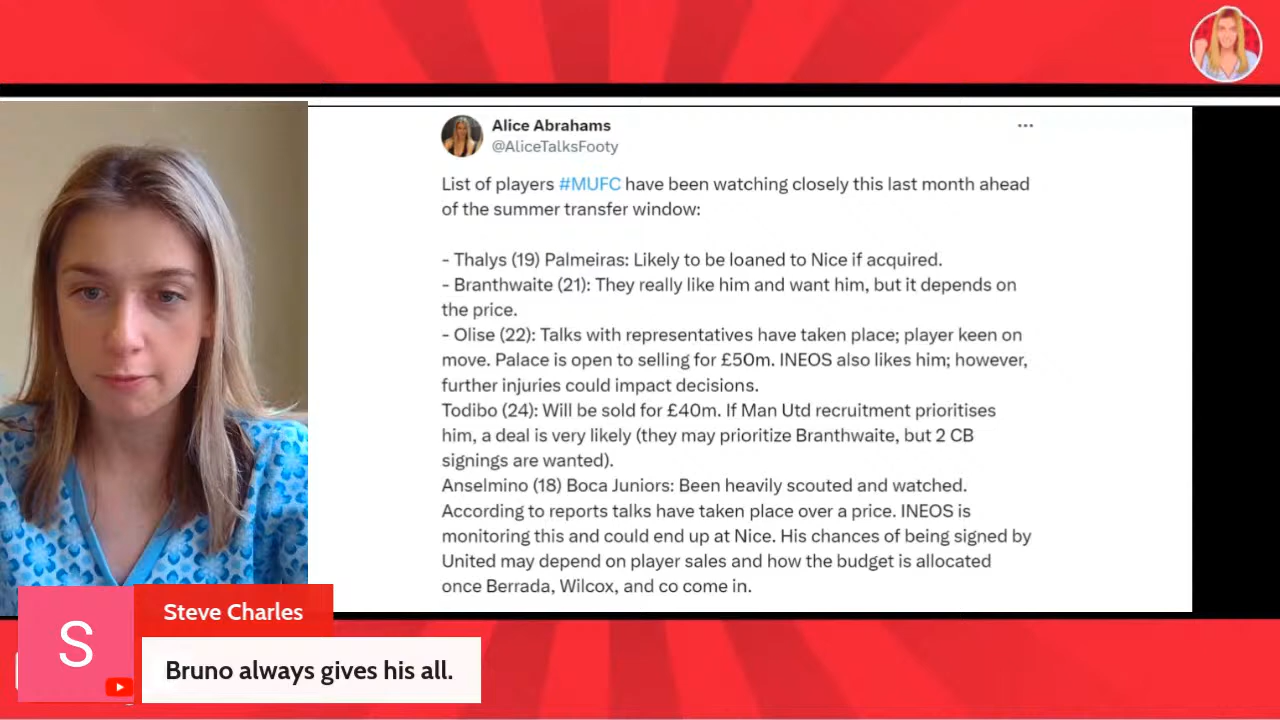 Alice Abrahams
@AliceTalksFooty
List of players #MUFC have been watching closely this last month ahead
of the summer transfer window:
- Thalys (19) Palmeiras: Likely to be loaned to Nice if acquired.
- Branthwaite (21): They really like him and want him, but it depends on
the price.
- Olise (22): Talks with representatives have taken place; player keen on
move. Palace is open to selling for £50m. INEOS also likes him; however,
further injuries could impact decisions.
Todibo (24): Will be sold for £40m. If Man Utd recruitment prioritises
him, a deal is very likely (they may prioritize Branthwaite, but 2 CB
signings are wanted).
Anselmino (18) Boca Juniors: Been heavily scouted and watched.
According to reports talks have taken place over a price. INEOS is
monitoring this and could end up at Nice. His chances of being signed by
United may depend on player sales and how the budget is allocated
once Berrada, Wilcox, and co come in.
S
Steve Charles
Bruno always gives his all.